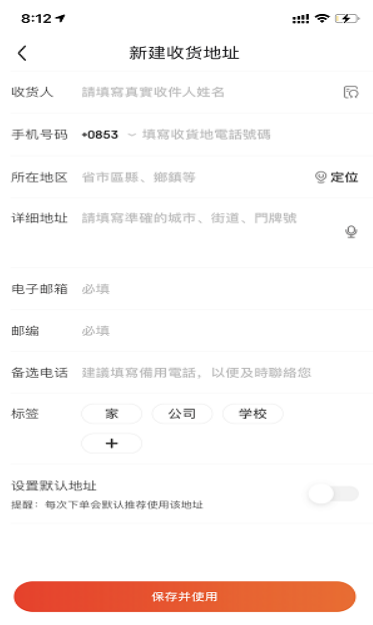 8:12
新建收货地址
收货人 請填寫真實收件人姓名
手机号码 +0853 填寫收貨地電話號碼
所在地区 省市區縣、鄉鎮等 定位
详细地址 請填寫準確的城市、街道、門牌號
电子邮箱 必填
邮编 必填
备选电话 建議填寫備用電話，以便及時聯絡您
标签 家 公司 学校
+
设置默认地址
提醒：每次下单会默认推荐使用该地址
保存并使用